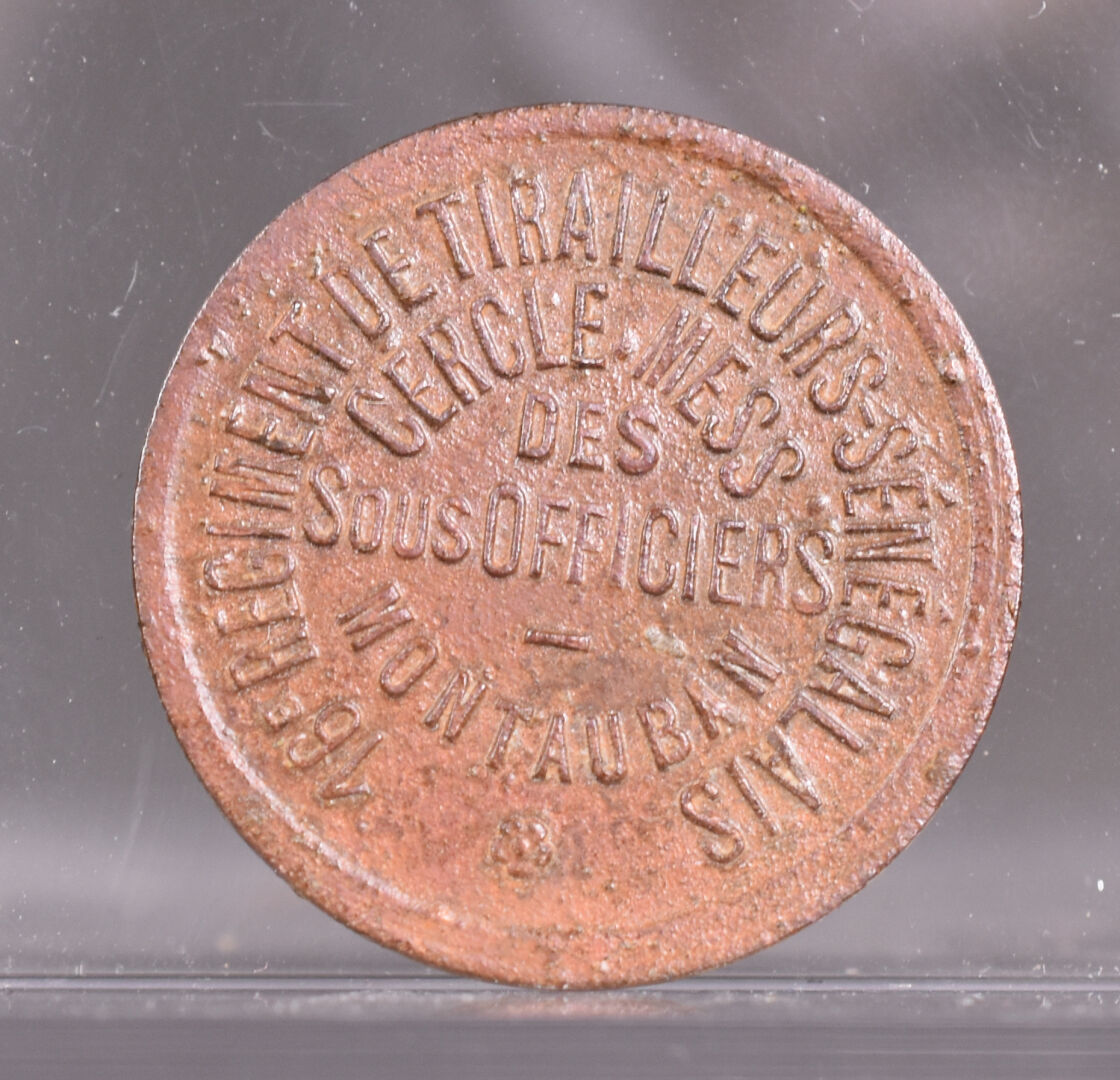 16E REGIMENT DE TIRAILLEURS-SÉNÉGALAIS
CERCLE. MESS
DES
SOUS OFFICIERS
—
MONTAUBAN